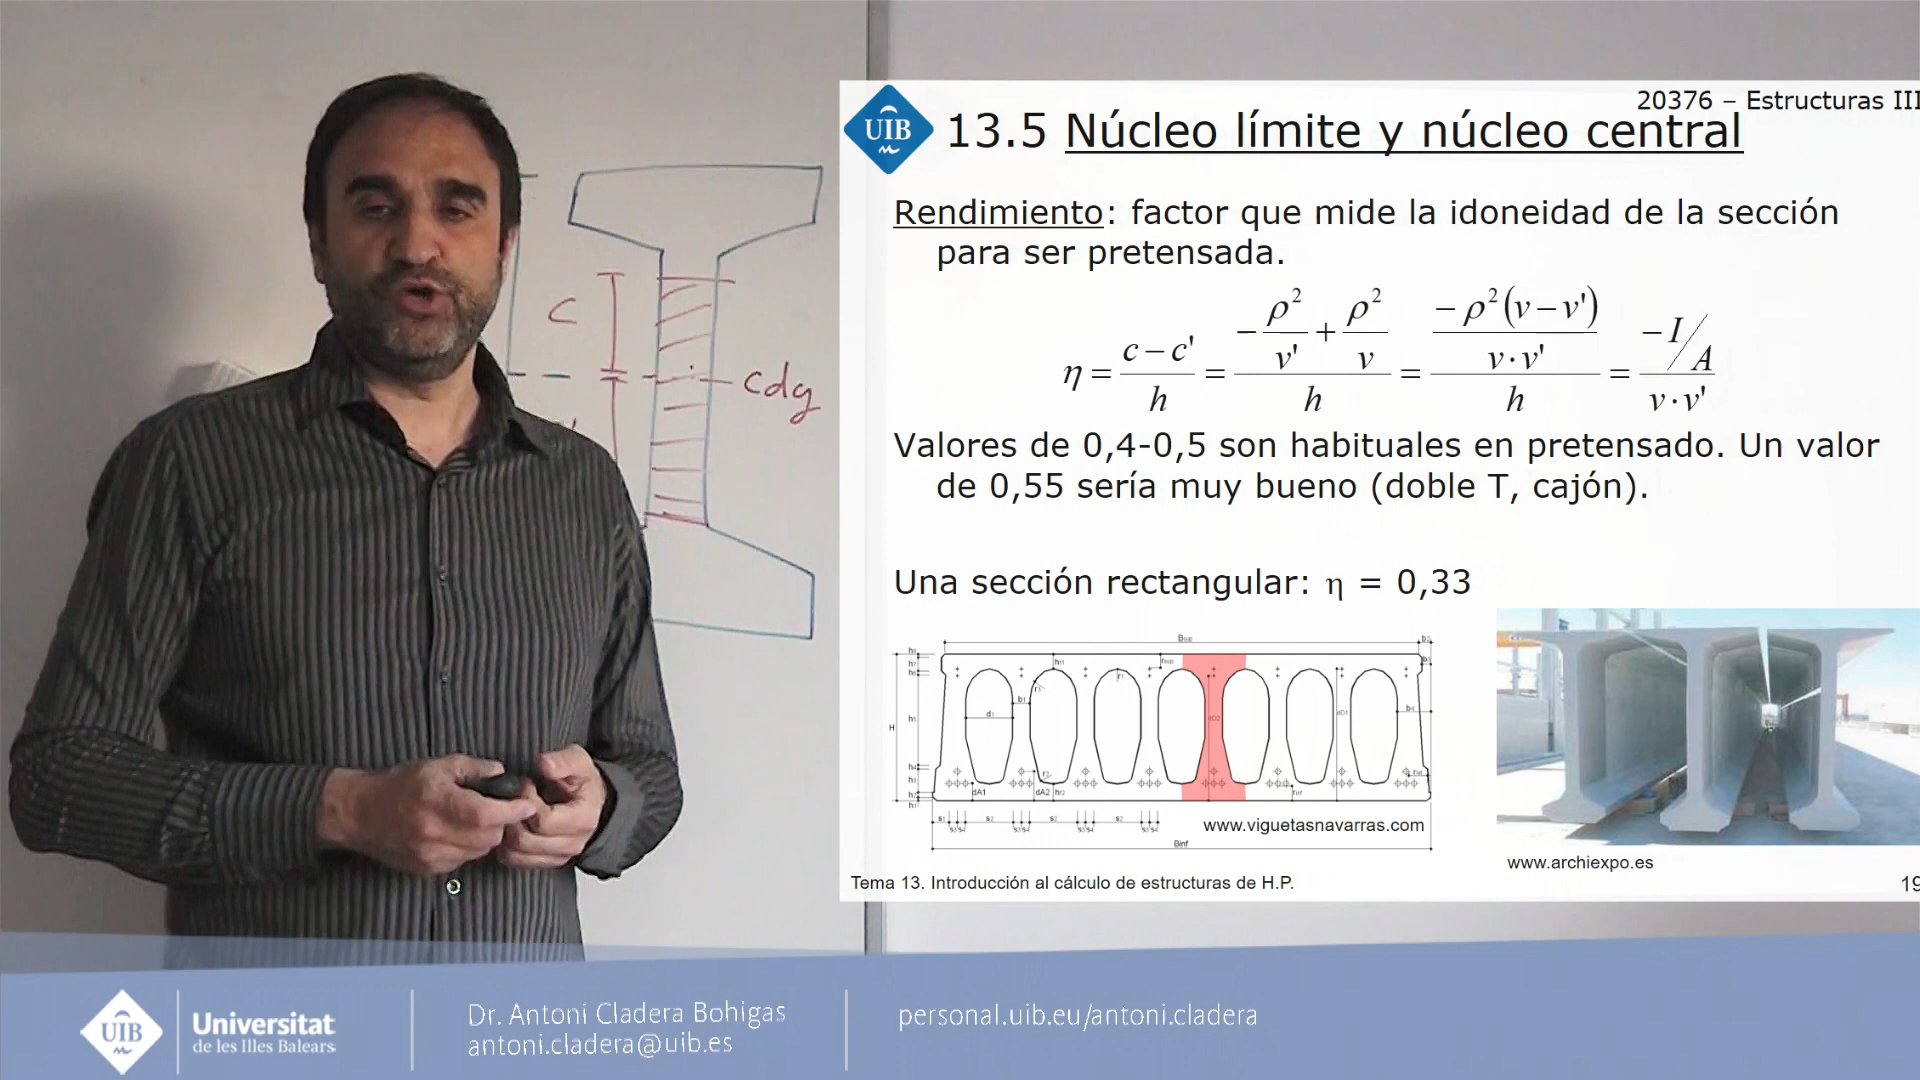 20376 – Estructuras III
UIB
13.5 Núcleo límite y núcleo central
Rendimiento: factor que mide la idoneidad de la sección
para ser pretensada.
η = (c − c')/h = (−ρ²/v' + ρ²/v)/h = (−ρ²(v − v')/(v·v'))/h = (−I/A)/(v·v')
Valores de 0,4-0,5 son habituales en pretensado. Un valor
de 0,55 sería muy bueno (doble T, cajón).
Una sección rectangular: η = 0,33
c
cdg
Bsup
H
Binf
www.viguetasnavarras.com
www.archiexpo.es
Tema 13. Introducción al cálculo de estructuras de H.P.
19
UIB
Universitat
de les Illes Balears
Dr. Antoni Cladera Bohigas
antoni.cladera@uib.es
personal.uib.eu/antoni.cladera